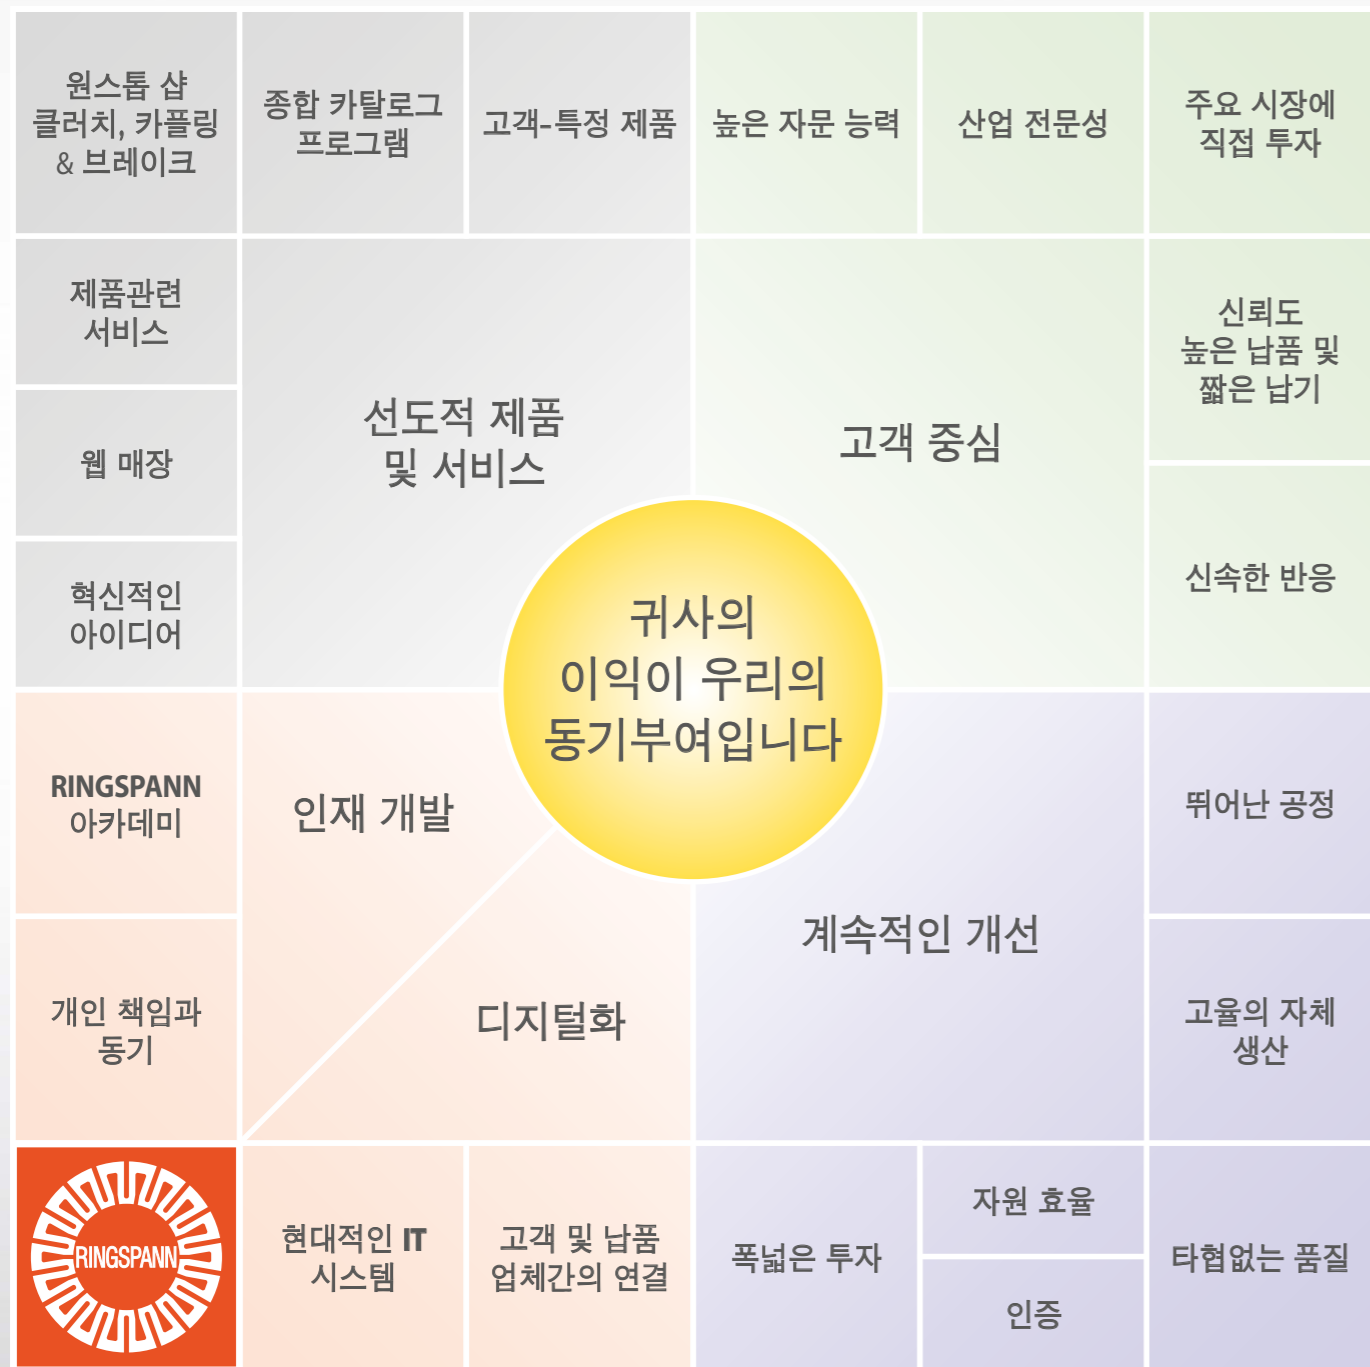 원스톱 샵
클러치, 카플링
& 브레이크
종합 카탈로그
프로그램
고객-특정 제품
높은 자문 능력
산업 전문성
주요 시장에
직접 투자
제품관련
서비스
웹 매장
혁신적인
아이디어
선도적 제품
및 서비스
고객 중심
신뢰도
높은 납품 및
짧은 납기
신속한 반응
귀사의
이익이 우리의
동기부여입니다
RINGSPANN
아카데미
개인 책임과
동기
인재 개발
디지털화
계속적인 개선
뛰어난 공정
고율의 자체
생산
RINGSPANN
현대적인 IT
시스템
고객 및 납품
업체간의 연결
폭넓은 투자
자원 효율
인증
타협없는 품질